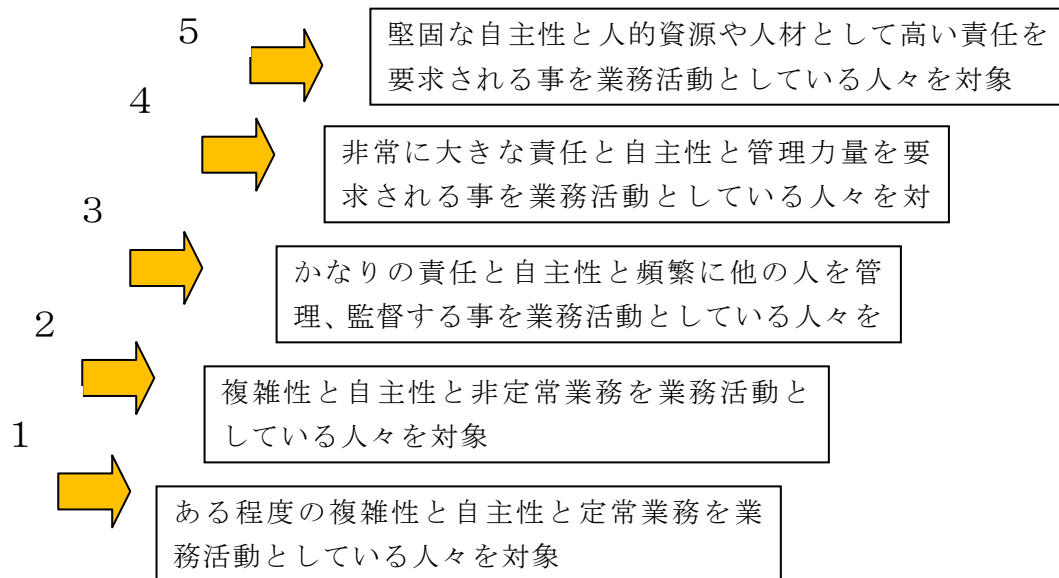 5
堅固な自主性と人的資源や人材として高い責任を
要求される事を業務活動としている人々を対象
4
非常に大きな責任と自主性と管理力量を要
求される事を業務活動としている人々を対
3
かなりの責任と自主性と頻繁に他の人を管
理、監督する事を業務活動としている人々を
2
複雑性と自主性と非定常業務を業務活動と
している人々を対象
1
ある程度の複雑性と自主性と定常業務を業
務活動としている人々を対象